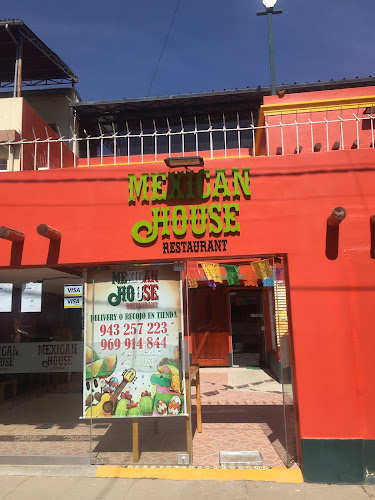 MEXICAN
HOUSE
RESTAURANT
MEXICAN
HOUSE
RESTAURANT
DELIVERY O RECOJO EN TIENDA
943 257 223
969 914 844
VISA
VISA
MEXICAN
HOUSE